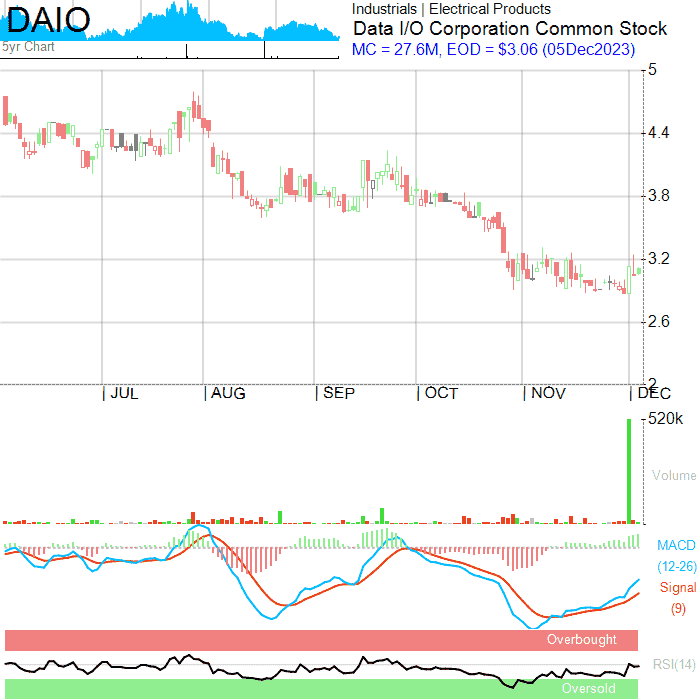 DAIO
5yr Chart
Industrials | Electrical Products
Data I/O Corporation Common Stock
MC = 27.6M, EOD = $3.06 (05Dec2023)
5
4.4
3.8
3.2
2.6
2
| JUL | AUG | SEP | OCT | NOV | DEC
520k
Volume
MACD
(12-26)
Signal
(9)
Overbought
RSI(14)
Oversold